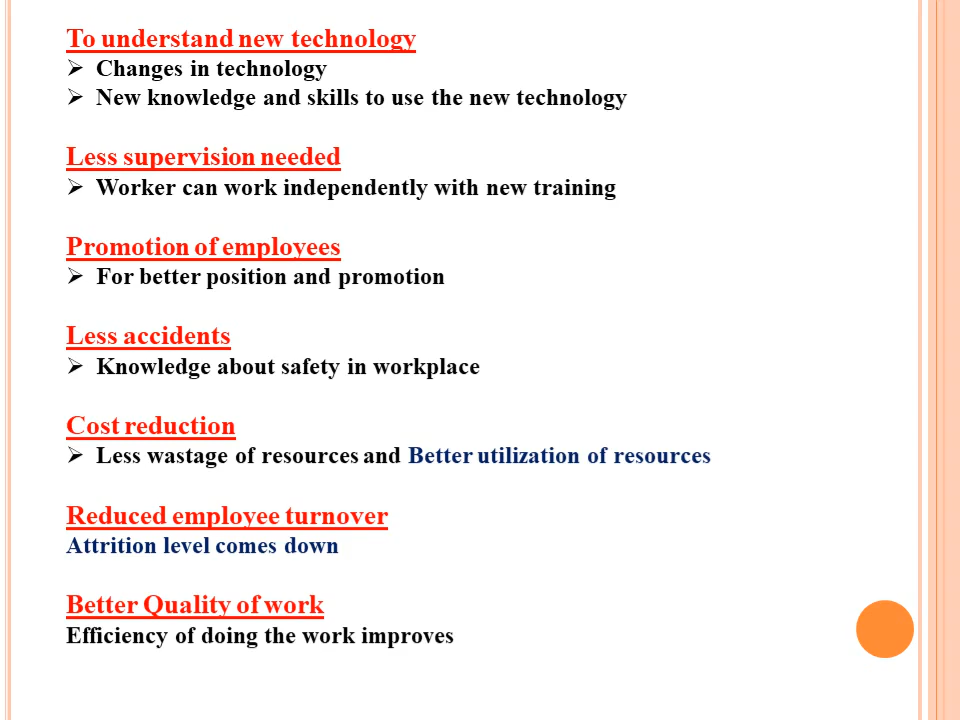 To understand new technology
➢ Changes in technology
➢ New knowledge and skills to use the new technology
Less supervision needed
➢ Worker can work independently with new training
Promotion of employees
➢ For better position and promotion
Less accidents
➢ Knowledge about safety in workplace
Cost reduction
➢ Less wastage of resources and Better utilization of resources
Reduced employee turnover
Attrition level comes down
Better Quality of work
Efficiency of doing the work improves